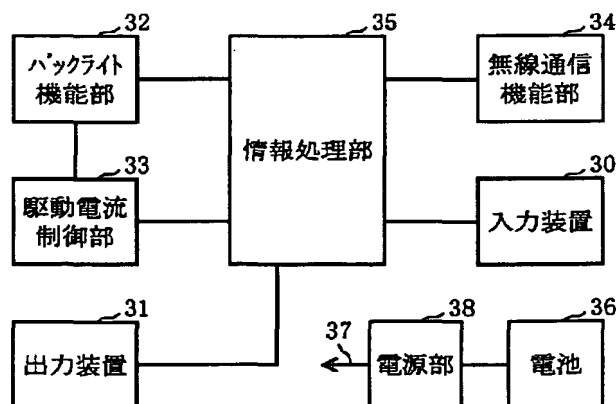 32
バックライト
機能部
35
情報処理部
34
無線通信
機能部
33
駆動電流
制御部
30
入力装置
31
出力装置
37
38
電源部
36
電池